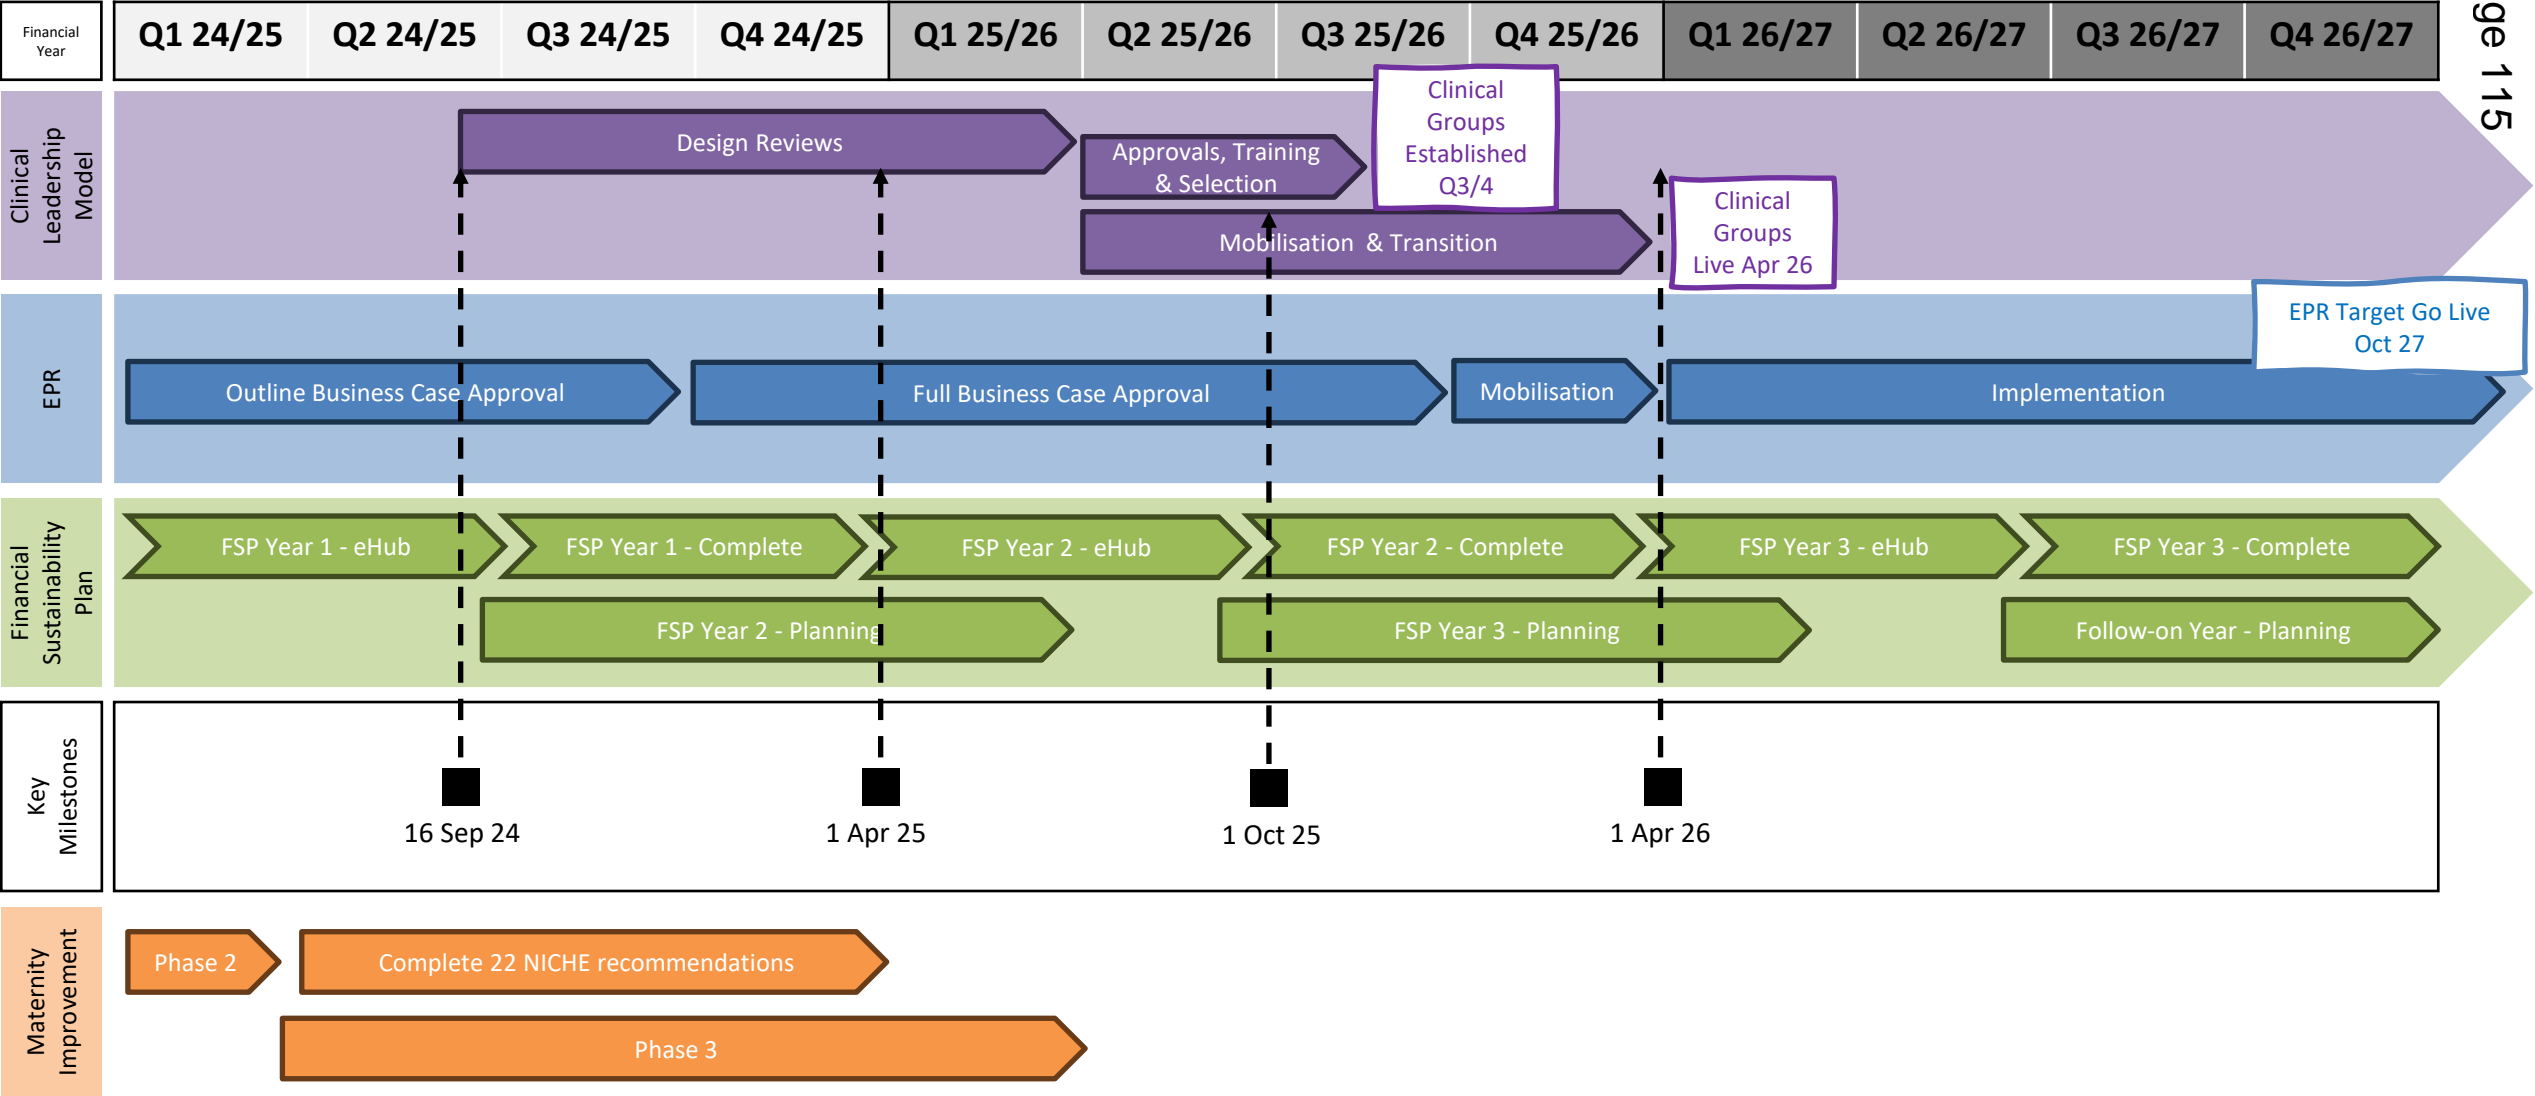 Financial
Year
Q1 24/25
Q2 24/25
Q3 24/25
Q4 24/25
Q1 25/26
Q2 25/26
Q3 25/26
Q4 25/26
Q1 26/27
Q2 26/27
Q3 26/27
Q4 26/27
ge 115
Clinical
Leadership
Model
Design Reviews
Approvals, Training
& Selection
Mobilisation & Transition
Clinical
Groups
Established
Q3/4
Clinical
Groups
Live Apr 26
EPR
Outline Business Case Approval
Full Business Case Approval
Mobilisation
Implementation
EPR Target Go Live
Oct 27
Financial
Sustainability
Plan
FSP Year 1 - eHub
FSP Year 1 - Complete
FSP Year 2 - eHub
FSP Year 2 - Complete
FSP Year 3 - eHub
FSP Year 3 - Complete
FSP Year 2 - Planning
FSP Year 3 - Planning
Follow-on Year - Planning
Key
Milestones
16 Sep 24
1 Apr 25
1 Oct 25
1 Apr 26
Maternity
Improvement
Phase 2
Complete 22 NICHE recommendations
Phase 3